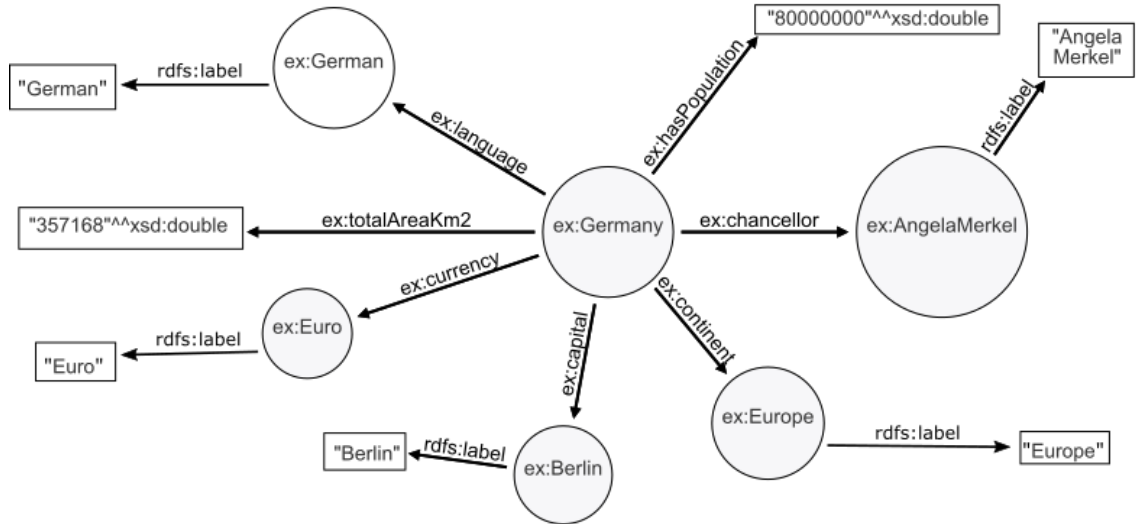 "80000000"^^xsd:double
"Angela
Merkel"
ex:German
rdfs:label
"German"
ex:language
ex:hasPopulation
rdfs:label
"357168"^^xsd:double
ex:totalAreaKm2
ex:Germany
ex:chancellor
ex:AngelaMerkel
ex:currency
ex:continent
ex:Euro
rdfs:label
"Euro"
ex:capital
ex:Europe
rdfs:label
"Europe"
"Berlin"
rdfs:label
ex:Berlin